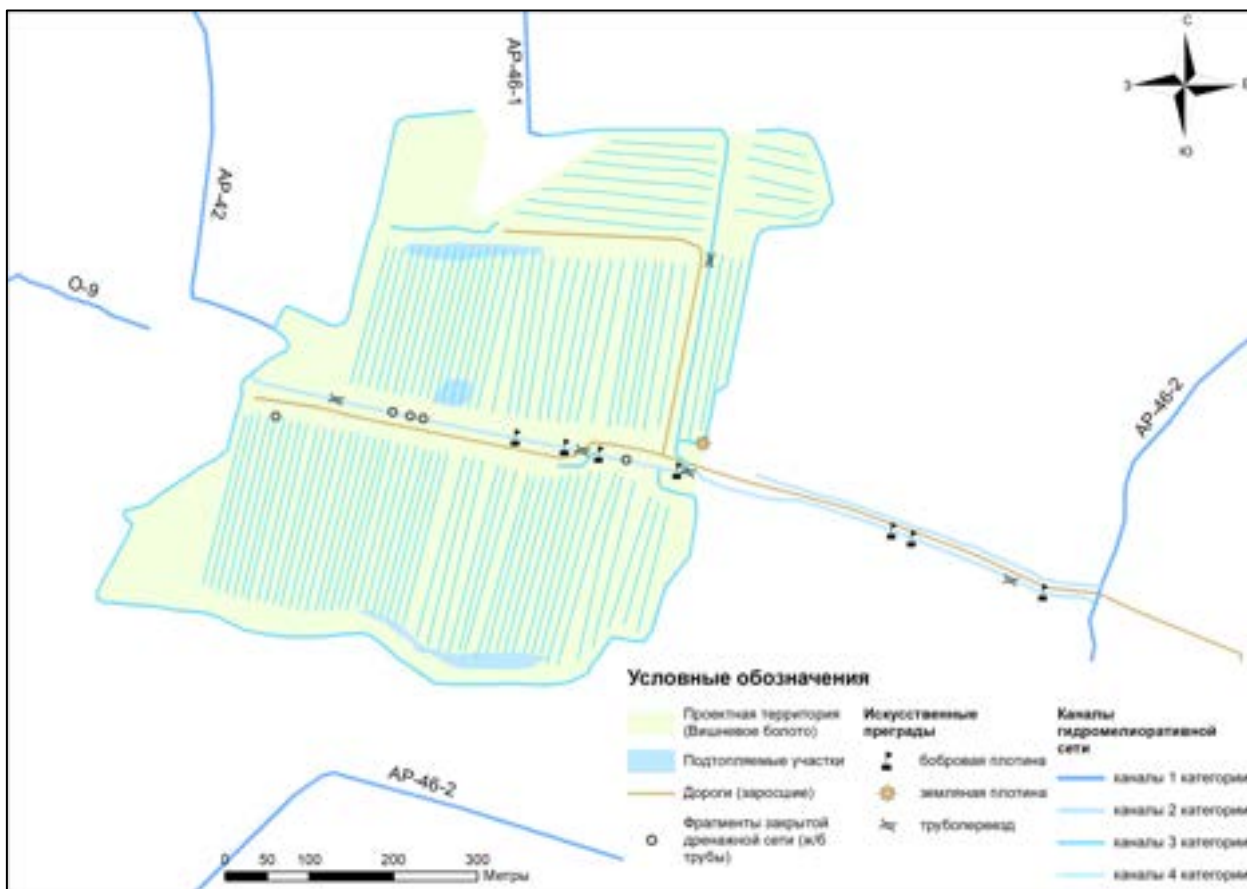 С
З
В
Ю
АР-46-1
АР-42
О-9
АР-46-2
АР-46-2
Условные обозначения
Проектная территория
(Вишневое болото)
Подтопляемые участки
Дороги (заросшие)
Фрагменты закрытой
дренажной сети (ж/б
трубы)
Искусственные
преграды
бобровая плотина
земляная плотина
трубопереезд
Каналы
гидромелиоративной
сети
каналы 1 категории
каналы 2 категории
каналы 3 категории
каналы 4 категории
0 50 100 200 300
Метры